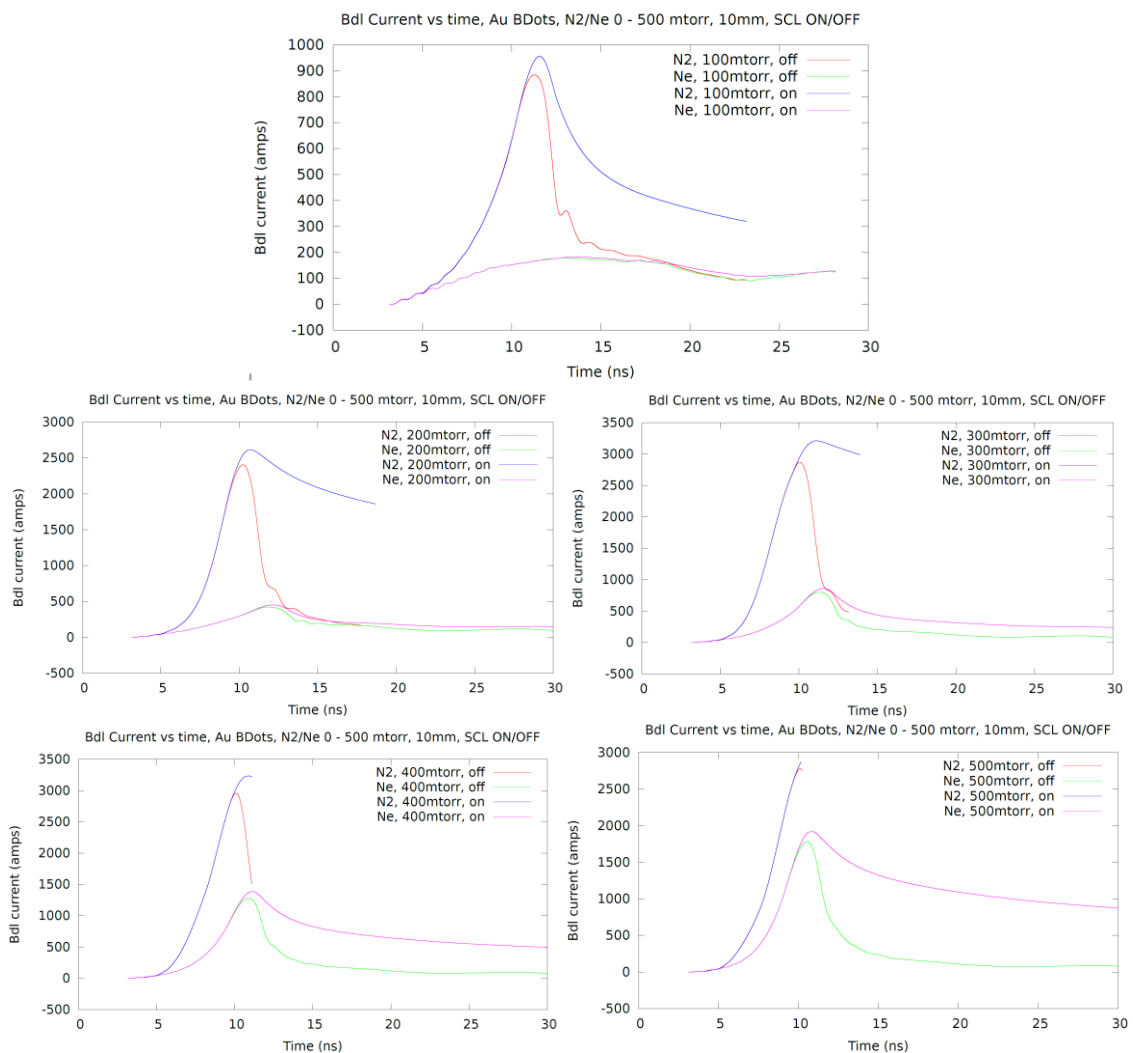 Bdl Current vs time, Au BDots, N2/Ne 0 - 500 mtorr, 10mm, SCL ON/OFF
1000
900
800
700
600
500
400
300
200
100
0
-100
Bdl current (amps)
N2, 100mtorr, off
Ne, 100mtorr, off
N2, 100mtorr, on
Ne, 100mtorr, on
0 5 10 15 20 25 30
Time (ns)
Bdl Current vs time, Au BDots, N2/Ne 0 - 500 mtorr, 10mm, SCL ON/OFF
3000
2500
2000
1500
1000
500
0
-500
Bdl current (amps)
N2, 200mtorr, off
Ne, 200mtorr, off
N2, 200mtorr, on
Ne, 200mtorr, on
0 5 10 15 20 25 30
Time (ns)
Bdl Current vs time, Au BDots, N2/Ne 0 - 500 mtorr, 10mm, SCL ON/OFF
3500
3000
2500
2000
1500
1000
500
0
-500
Bdl current (amps)
N2, 300mtorr, off
Ne, 300mtorr, off
N2, 300mtorr, on
Ne, 300mtorr, on
0 5 10 15 20 25 30
Time (ns)
Bdl Current vs time, Au BDots, N2/Ne 0 - 500 mtorr, 10mm, SCL ON/OFF
3500
3000
2500
2000
1500
1000
500
0
-500
Bdl current (amps)
N2, 400mtorr, off
Ne, 400mtorr, off
N2, 400mtorr, on
Ne, 400mtorr, on
0 5 10 15 20 25 30
Time (ns)
Bdl Current vs time, Au BDots, N2/Ne 0 - 500 mtorr, 10mm, SCL ON/OFF
3000
2500
2000
1500
1000
500
0
-500
Bdl current (amps)
N2, 500mtorr, off
Ne, 500mtorr, off
N2, 500mtorr, on
Ne, 500mtorr, on
0 5 10 15 20 25 30
Time (ns)